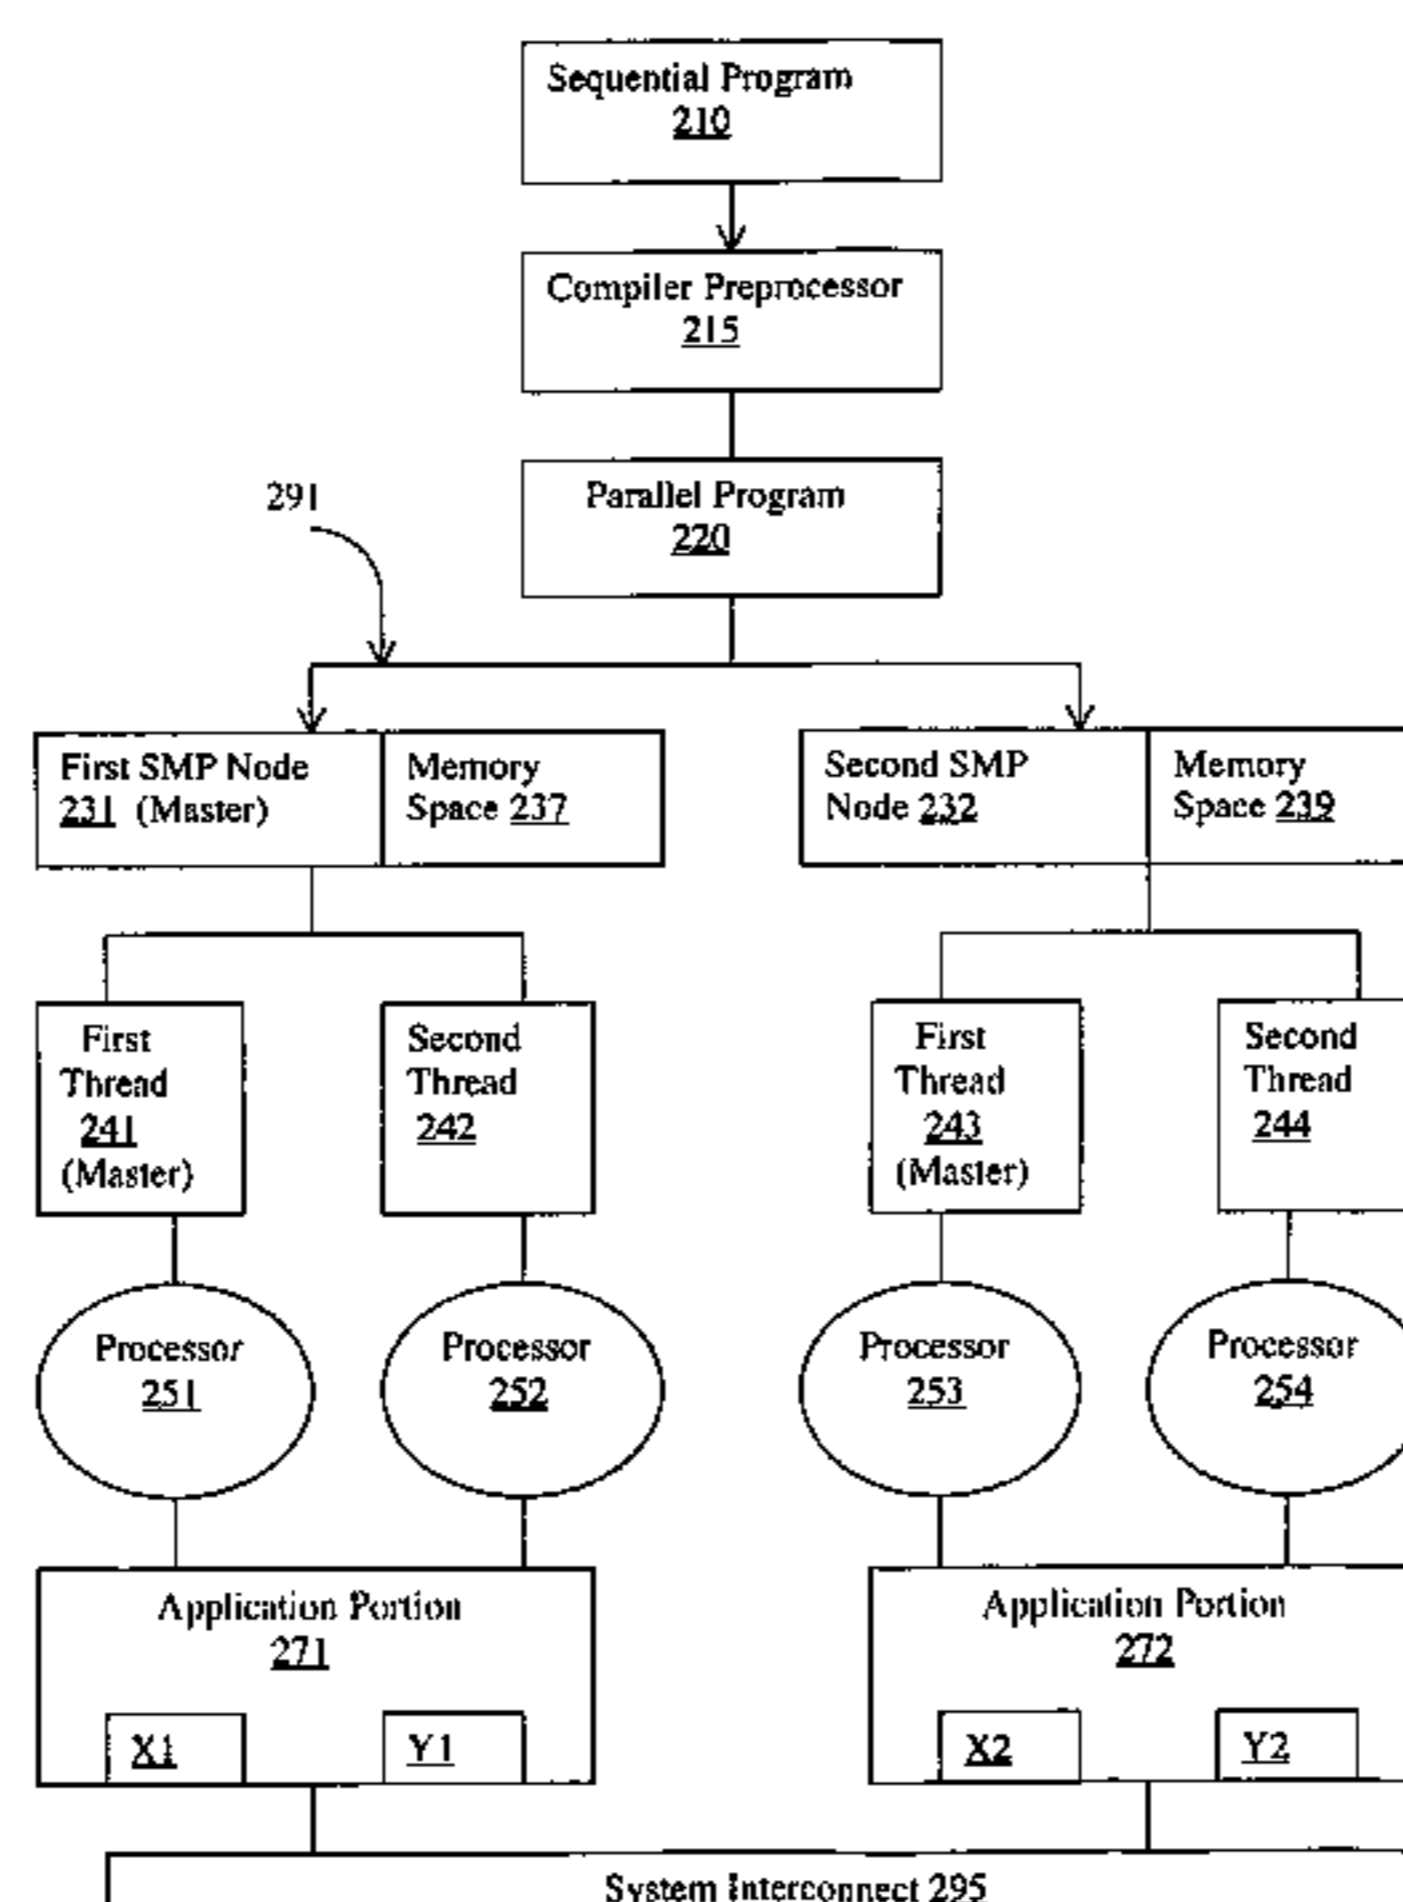 Sequential Program
210
Compiler Preprocessor
215
Parallel Program
220
291
First SMP Node
231 (Master)
Memory
Space 237
Second SMP
Node 232
Memory
Space 239
First
Thread
241
(Master)
Second
Thread
242
First
Thread
243
(Master)
Second
Thread
244
Processor
251
Processor
252
Processor
253
Processor
254
Application Portion
271
X1
Y1
Application Portion
272
X2
Y2
System Interconnect 295